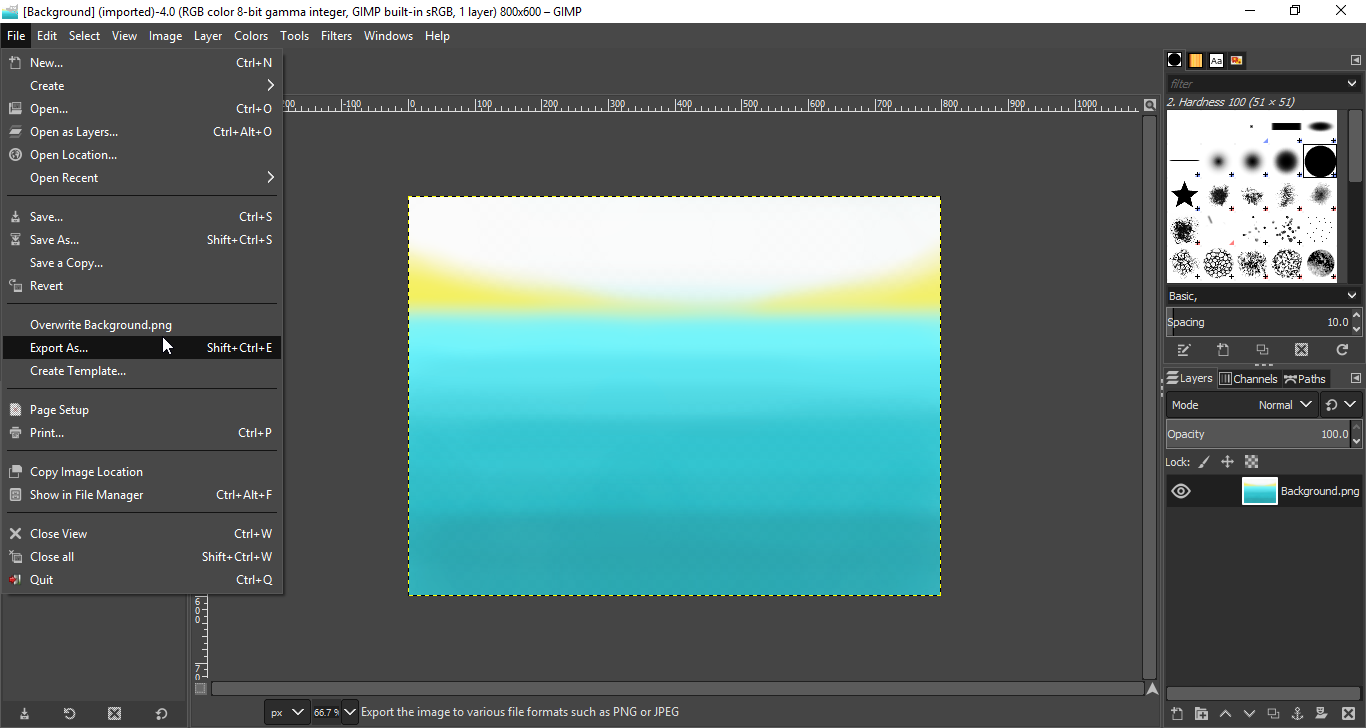 [Background] (imported)-4.0 (RGB color 8-bit gamma integer, GIMP built-in sRGB, 1 layer) 800x600 – GIMP
File Edit Select View Image Layer Colors Tools Filters Windows Help
New... Ctrl+N
Create
Open... Ctrl+O
Open as Layers... Ctrl+Alt+O
Open Location...
Open Recent
Save... Ctrl+S
Save As... Shift+Ctrl+S
Save a Copy...
Revert
Overwrite Background.png
Export As... Shift+Ctrl+E
Create Template...
Page Setup
Print... Ctrl+P
Copy Image Location
Show in File Manager Ctrl+Alt+F
Close View Ctrl+W
Close all Shift+Ctrl+W
Quit Ctrl+Q
-100 0 100 200 300 400 500 600 700 800 900 1000
600
px 66.7 Export the image to various file formats such as PNG or JPEG
Aa
filter
2. Hardness 100 (51 × 51)
Basic,
Spacing 10.0
Layers Channels Paths
Mode Normal
Opacity 100.0
Lock:
Background.png